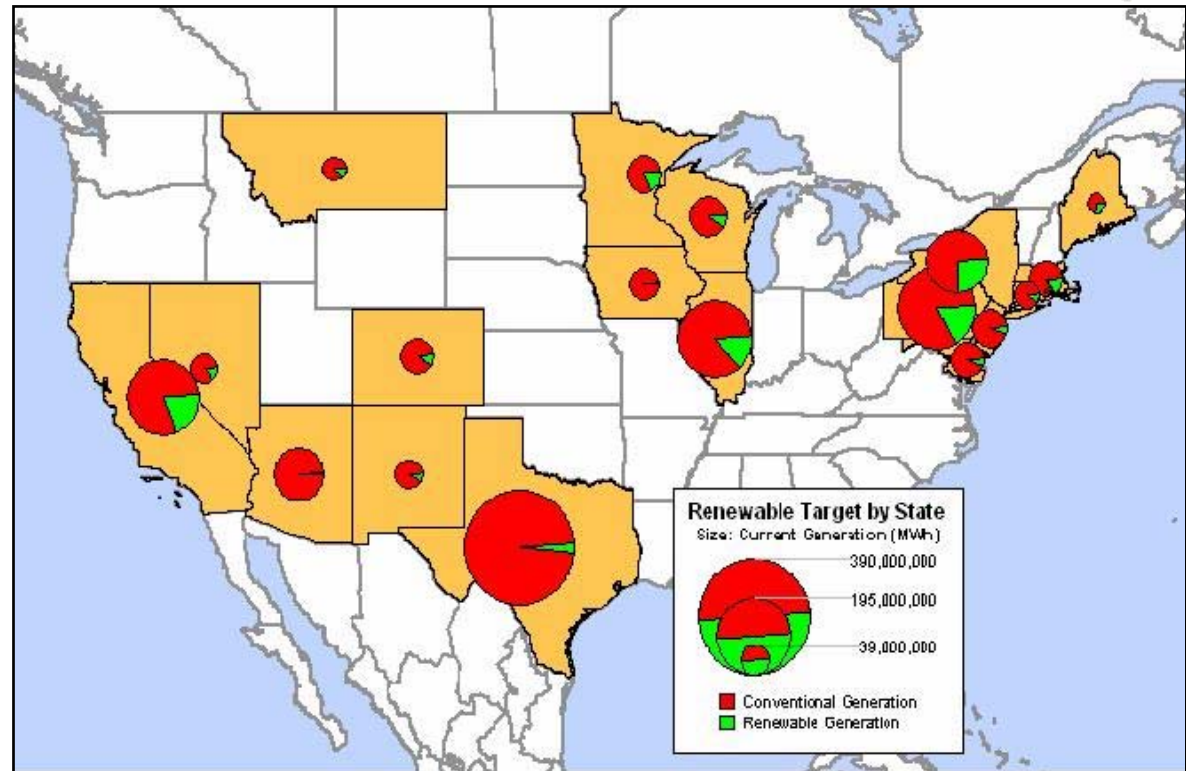 Renewable Target by State
Size: Current Generation (MWh)
390,000,000
195,000,000
39,000,000
Conventional Generation
Renewable Generation